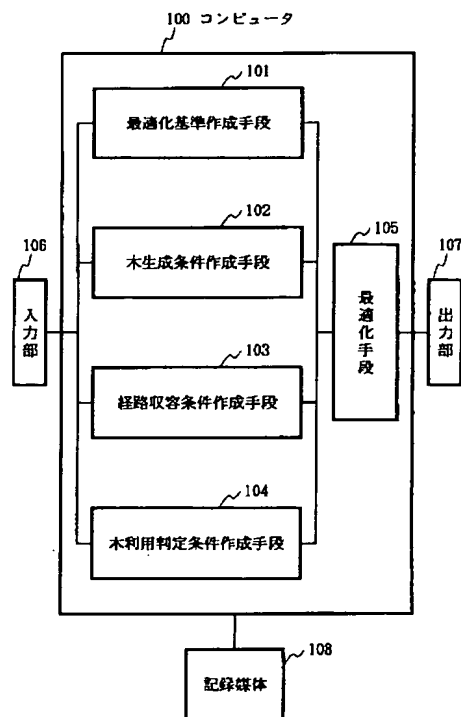 100 コンピュータ
101
最適化基準作成手段
102
木生成条件作成手段
103
経路収容条件作成手段
104
木利用判定条件作成手段
105
最適化手段
106
入力部
107
出力部
108
記録媒体